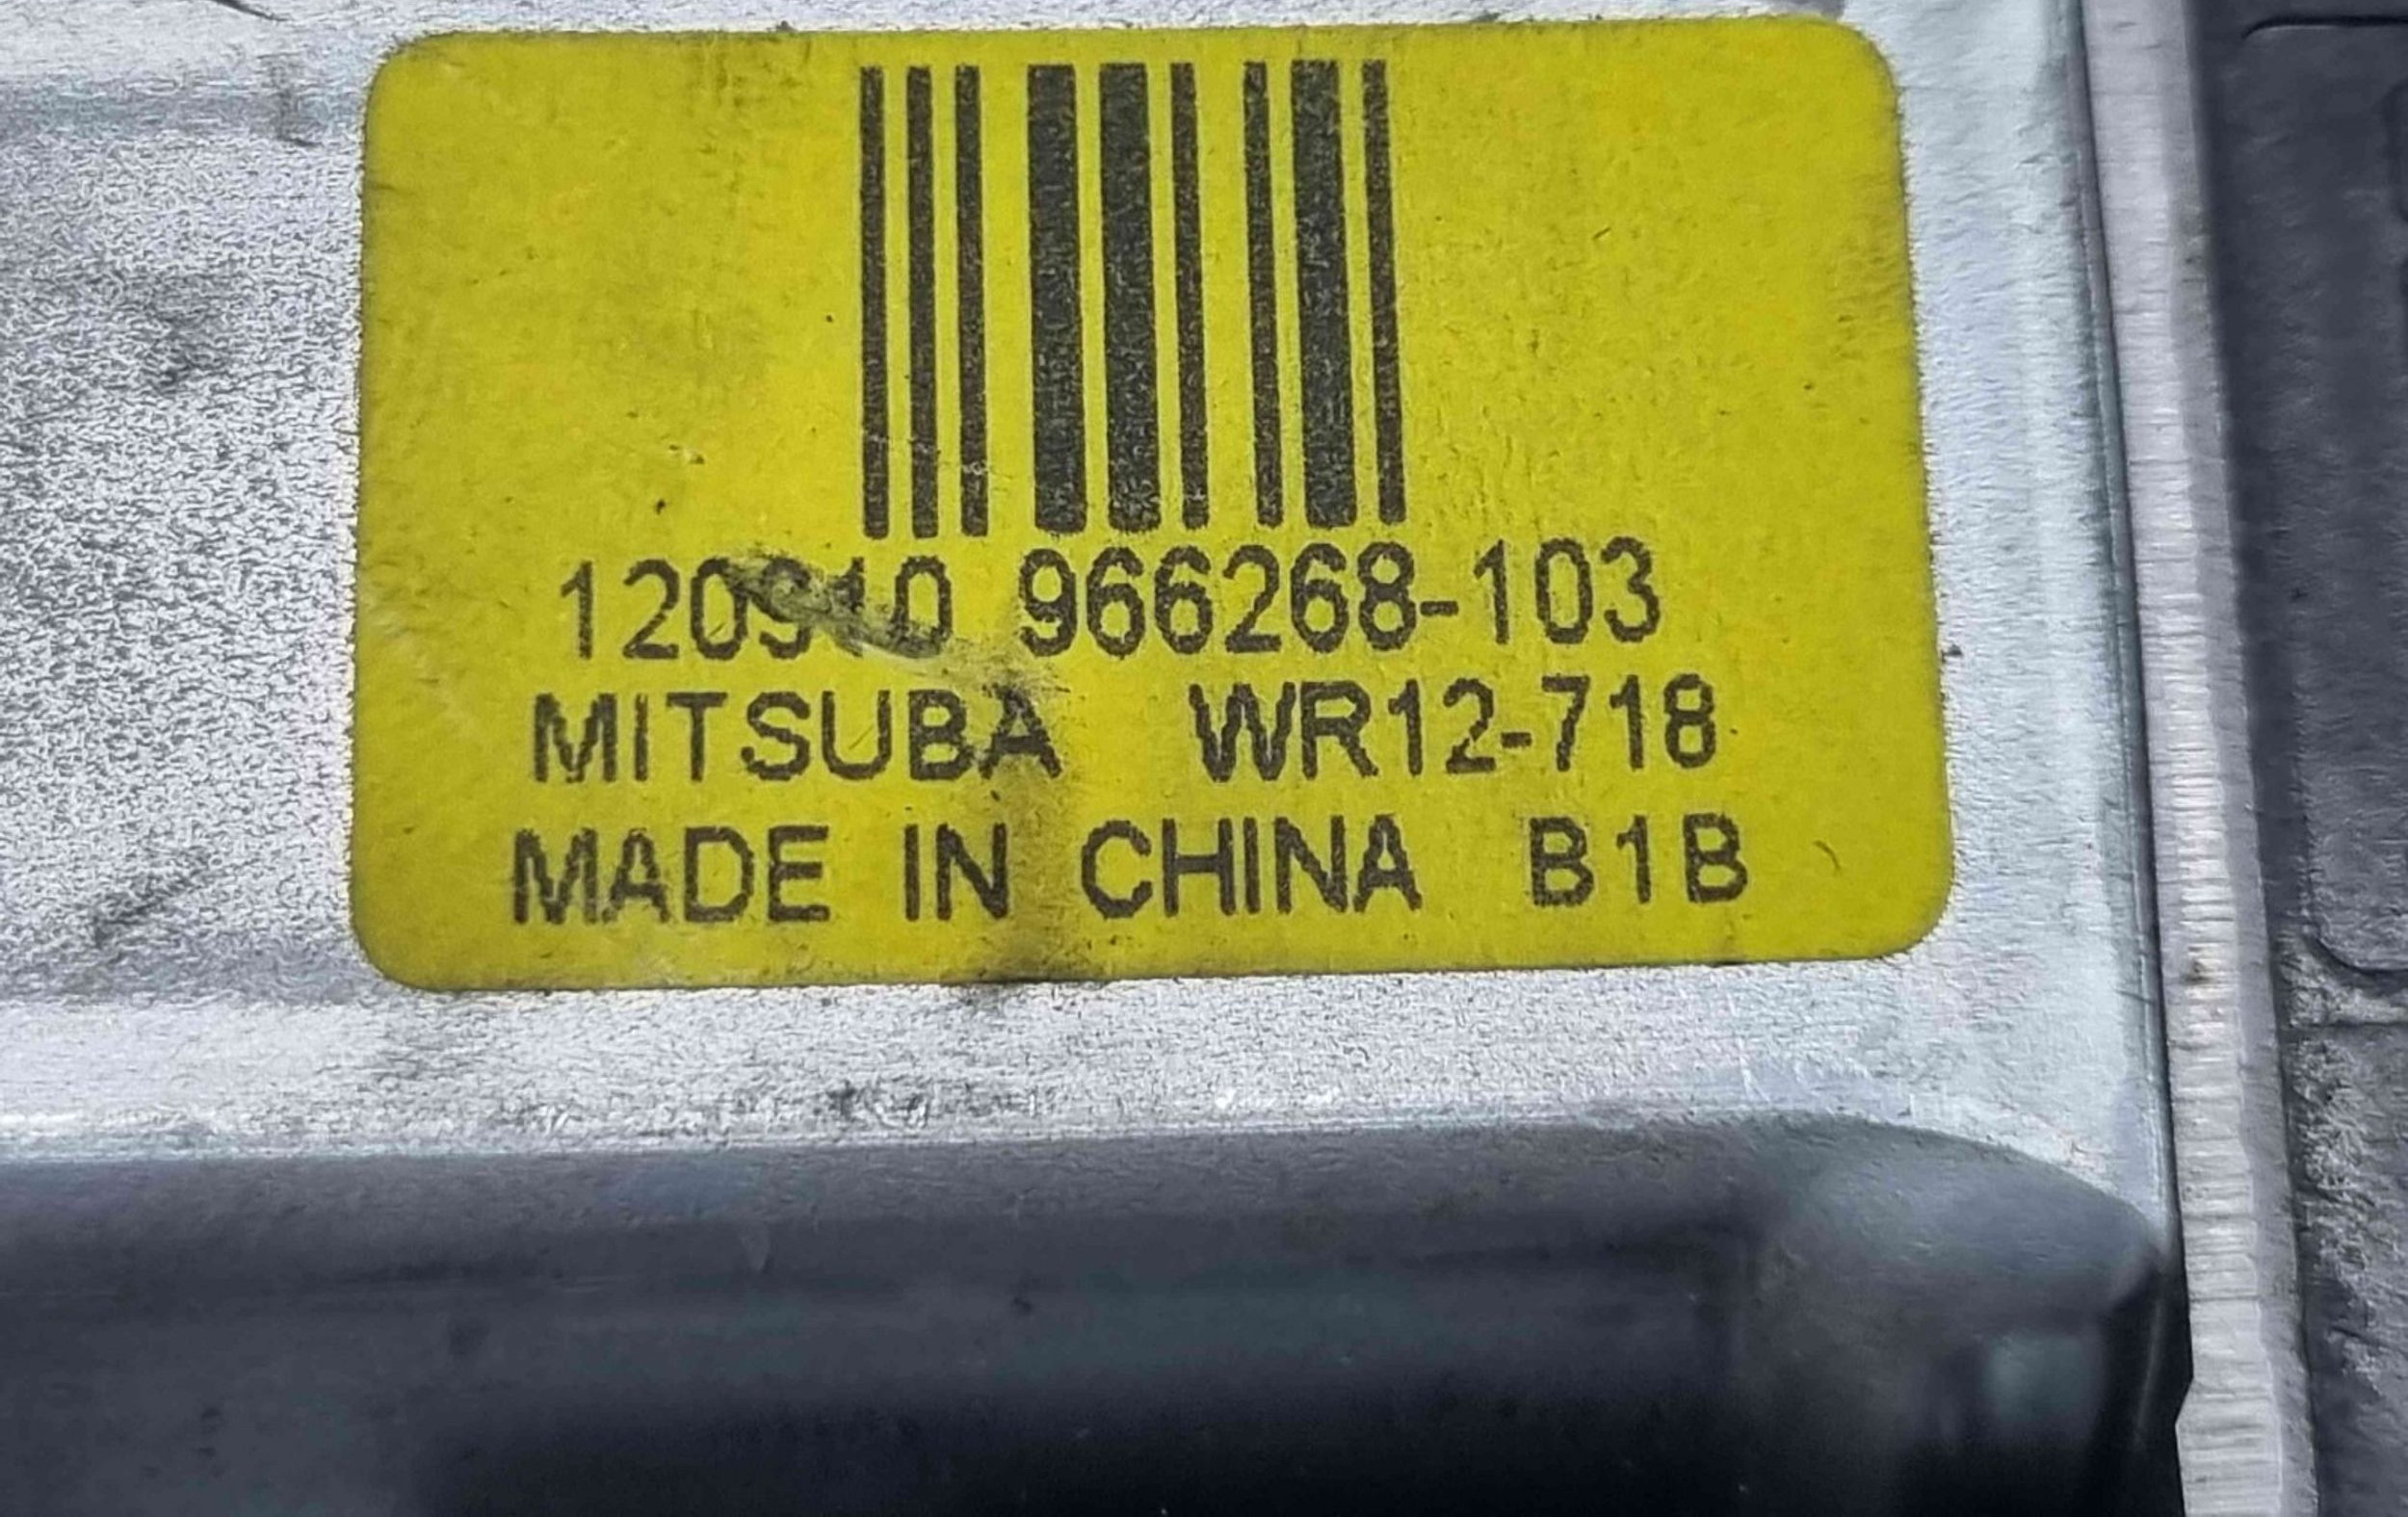 120910 966268-103
MITSUBA WR12-718
MADE IN CHINA B1B